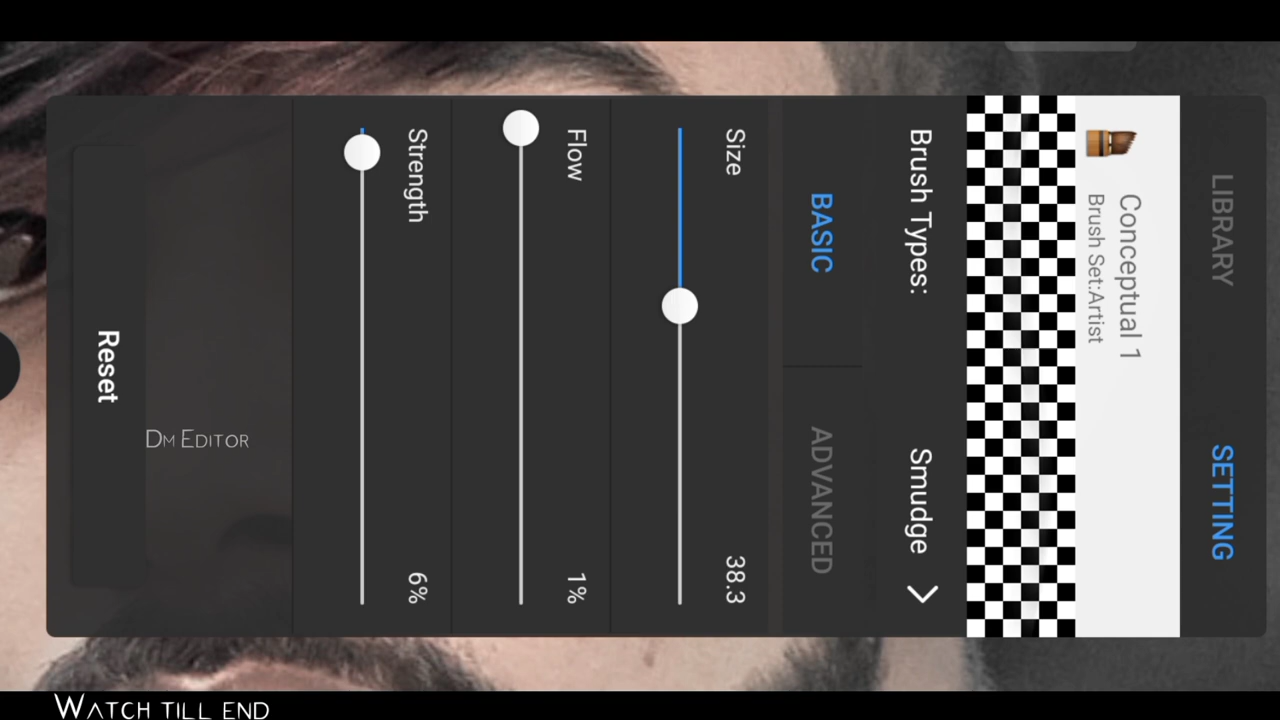 LIBRARY
SETTING
Conceptual 1
Brush Set:Artist
Brush Types:
Smudge
BASIC
ADVANCED
Size
38.3
Flow
1%
Strength
6%
Reset
DM EDITOR
WATCH TILL END